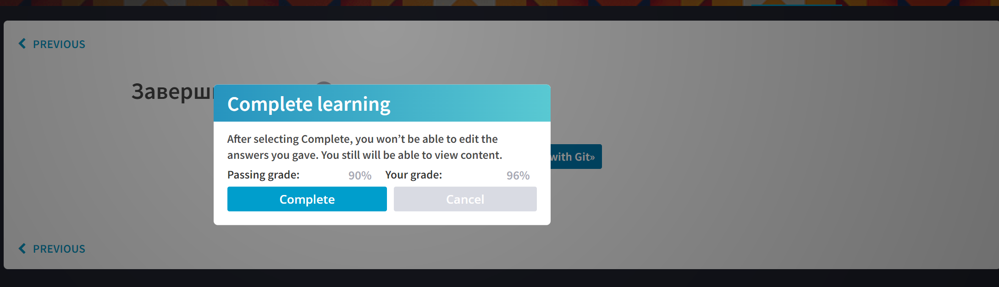 PREVIOUS
Complete learning
After selecting Complete, you won’t be able to edit the
answers you gave. You still will be able to view content.
with Git»
Passing grade: 90% Your grade: 96%
Complete Cancel
PREVIOUS